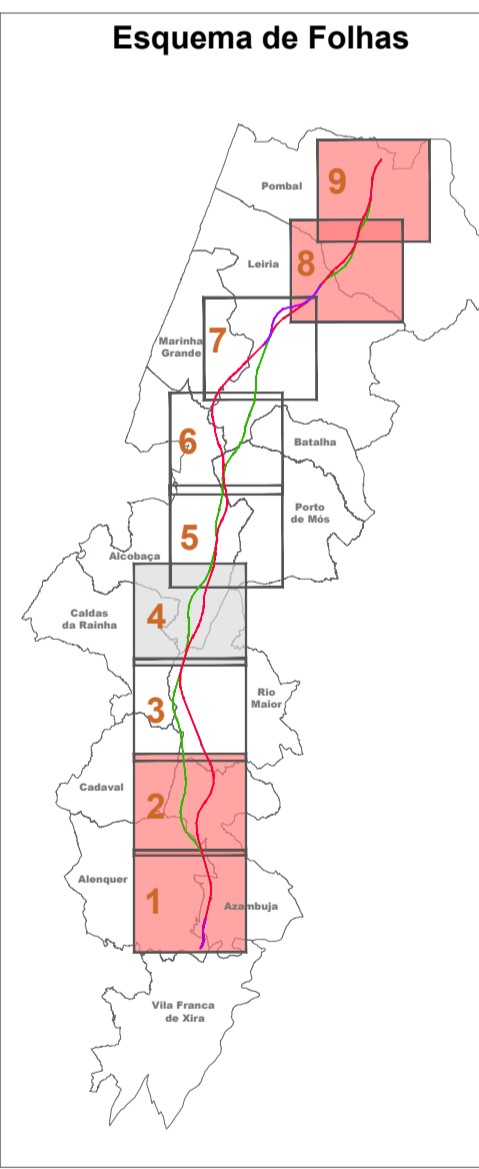 Esquema de Folhas
9
Pombal
8
Leiria
7
Marinha
Grande
6
Batalha
Porto
de Mós
5
Alcobaça
4
Caldas
da Rainha
Rio
Maior
3
Cadaval
2
Alenquer
1
Azambuja
Vila Franca
de Xira